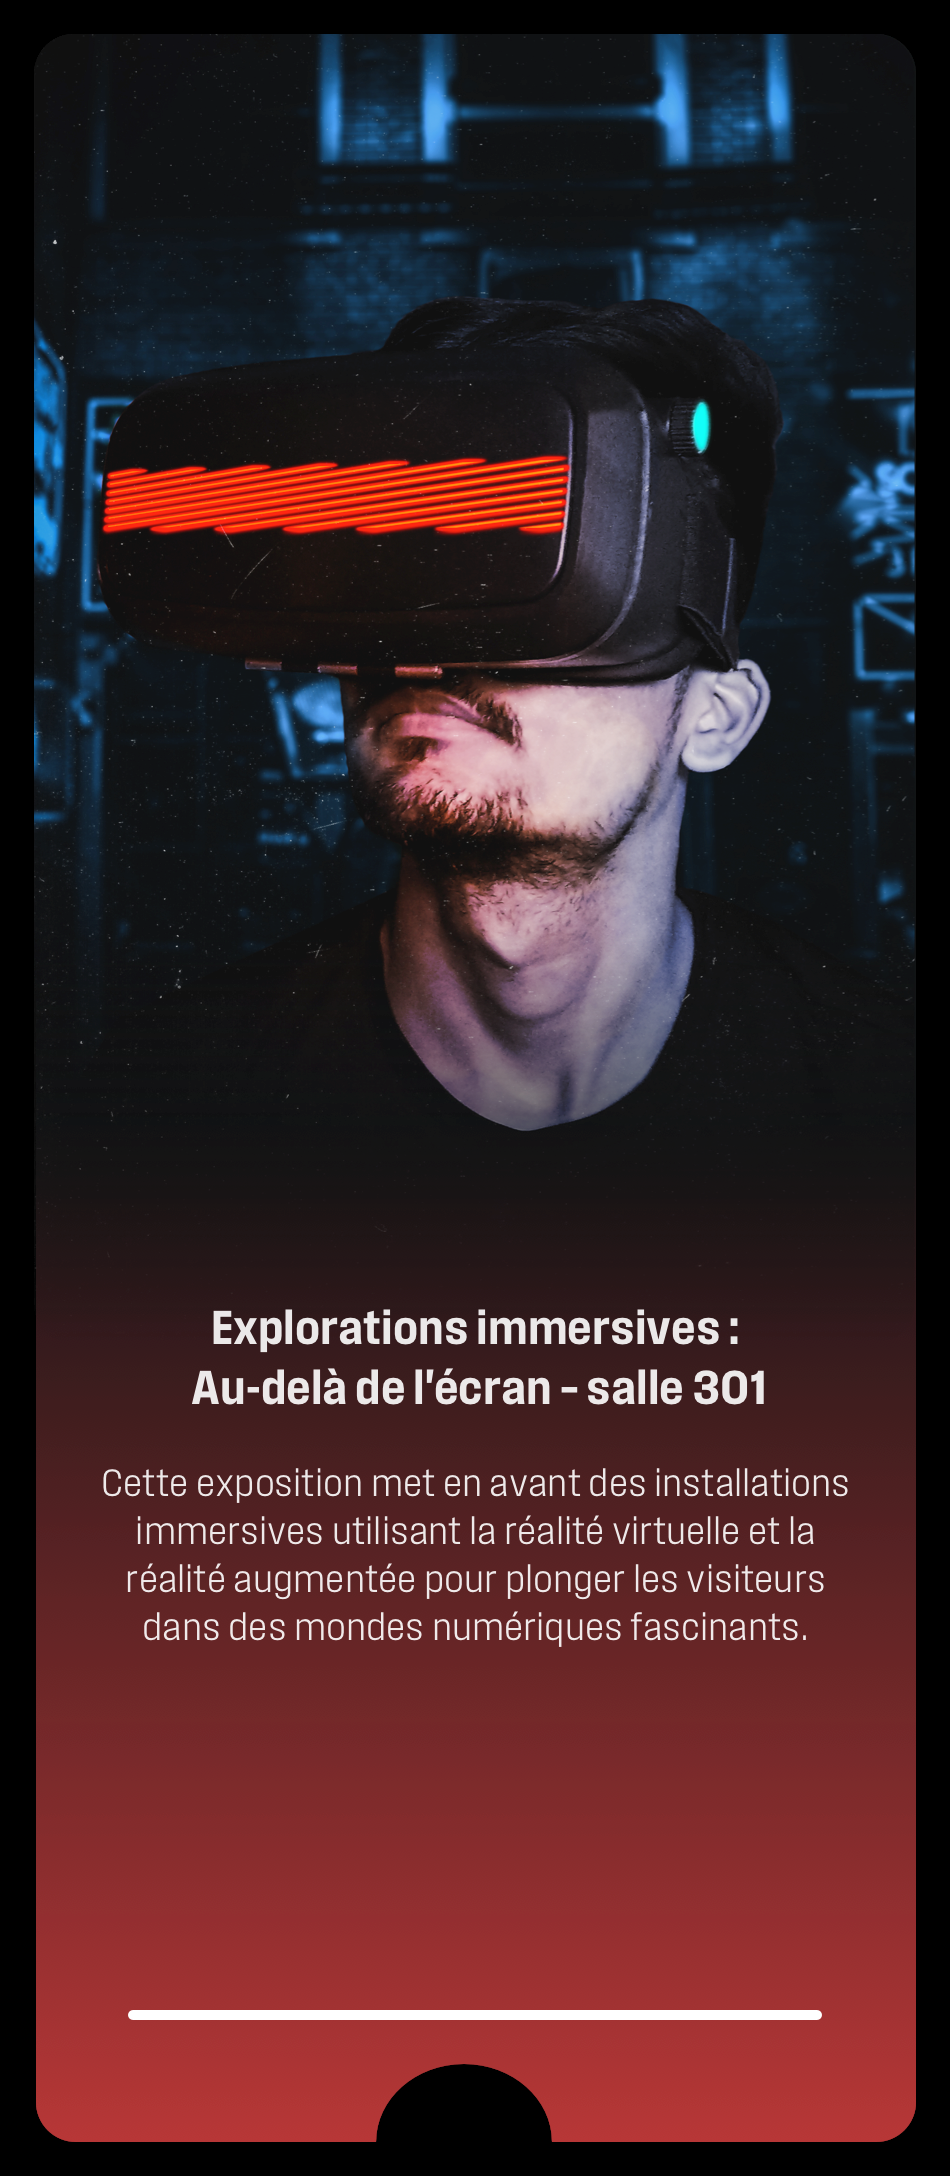 Explorations immersives :
Au-delà de l'écran - salle 301
Cette exposition met en avant des installations
immersives utilisant la réalité virtuelle et la
réalité augmentée pour plonger les visiteurs
dans des mondes numériques fascinants.